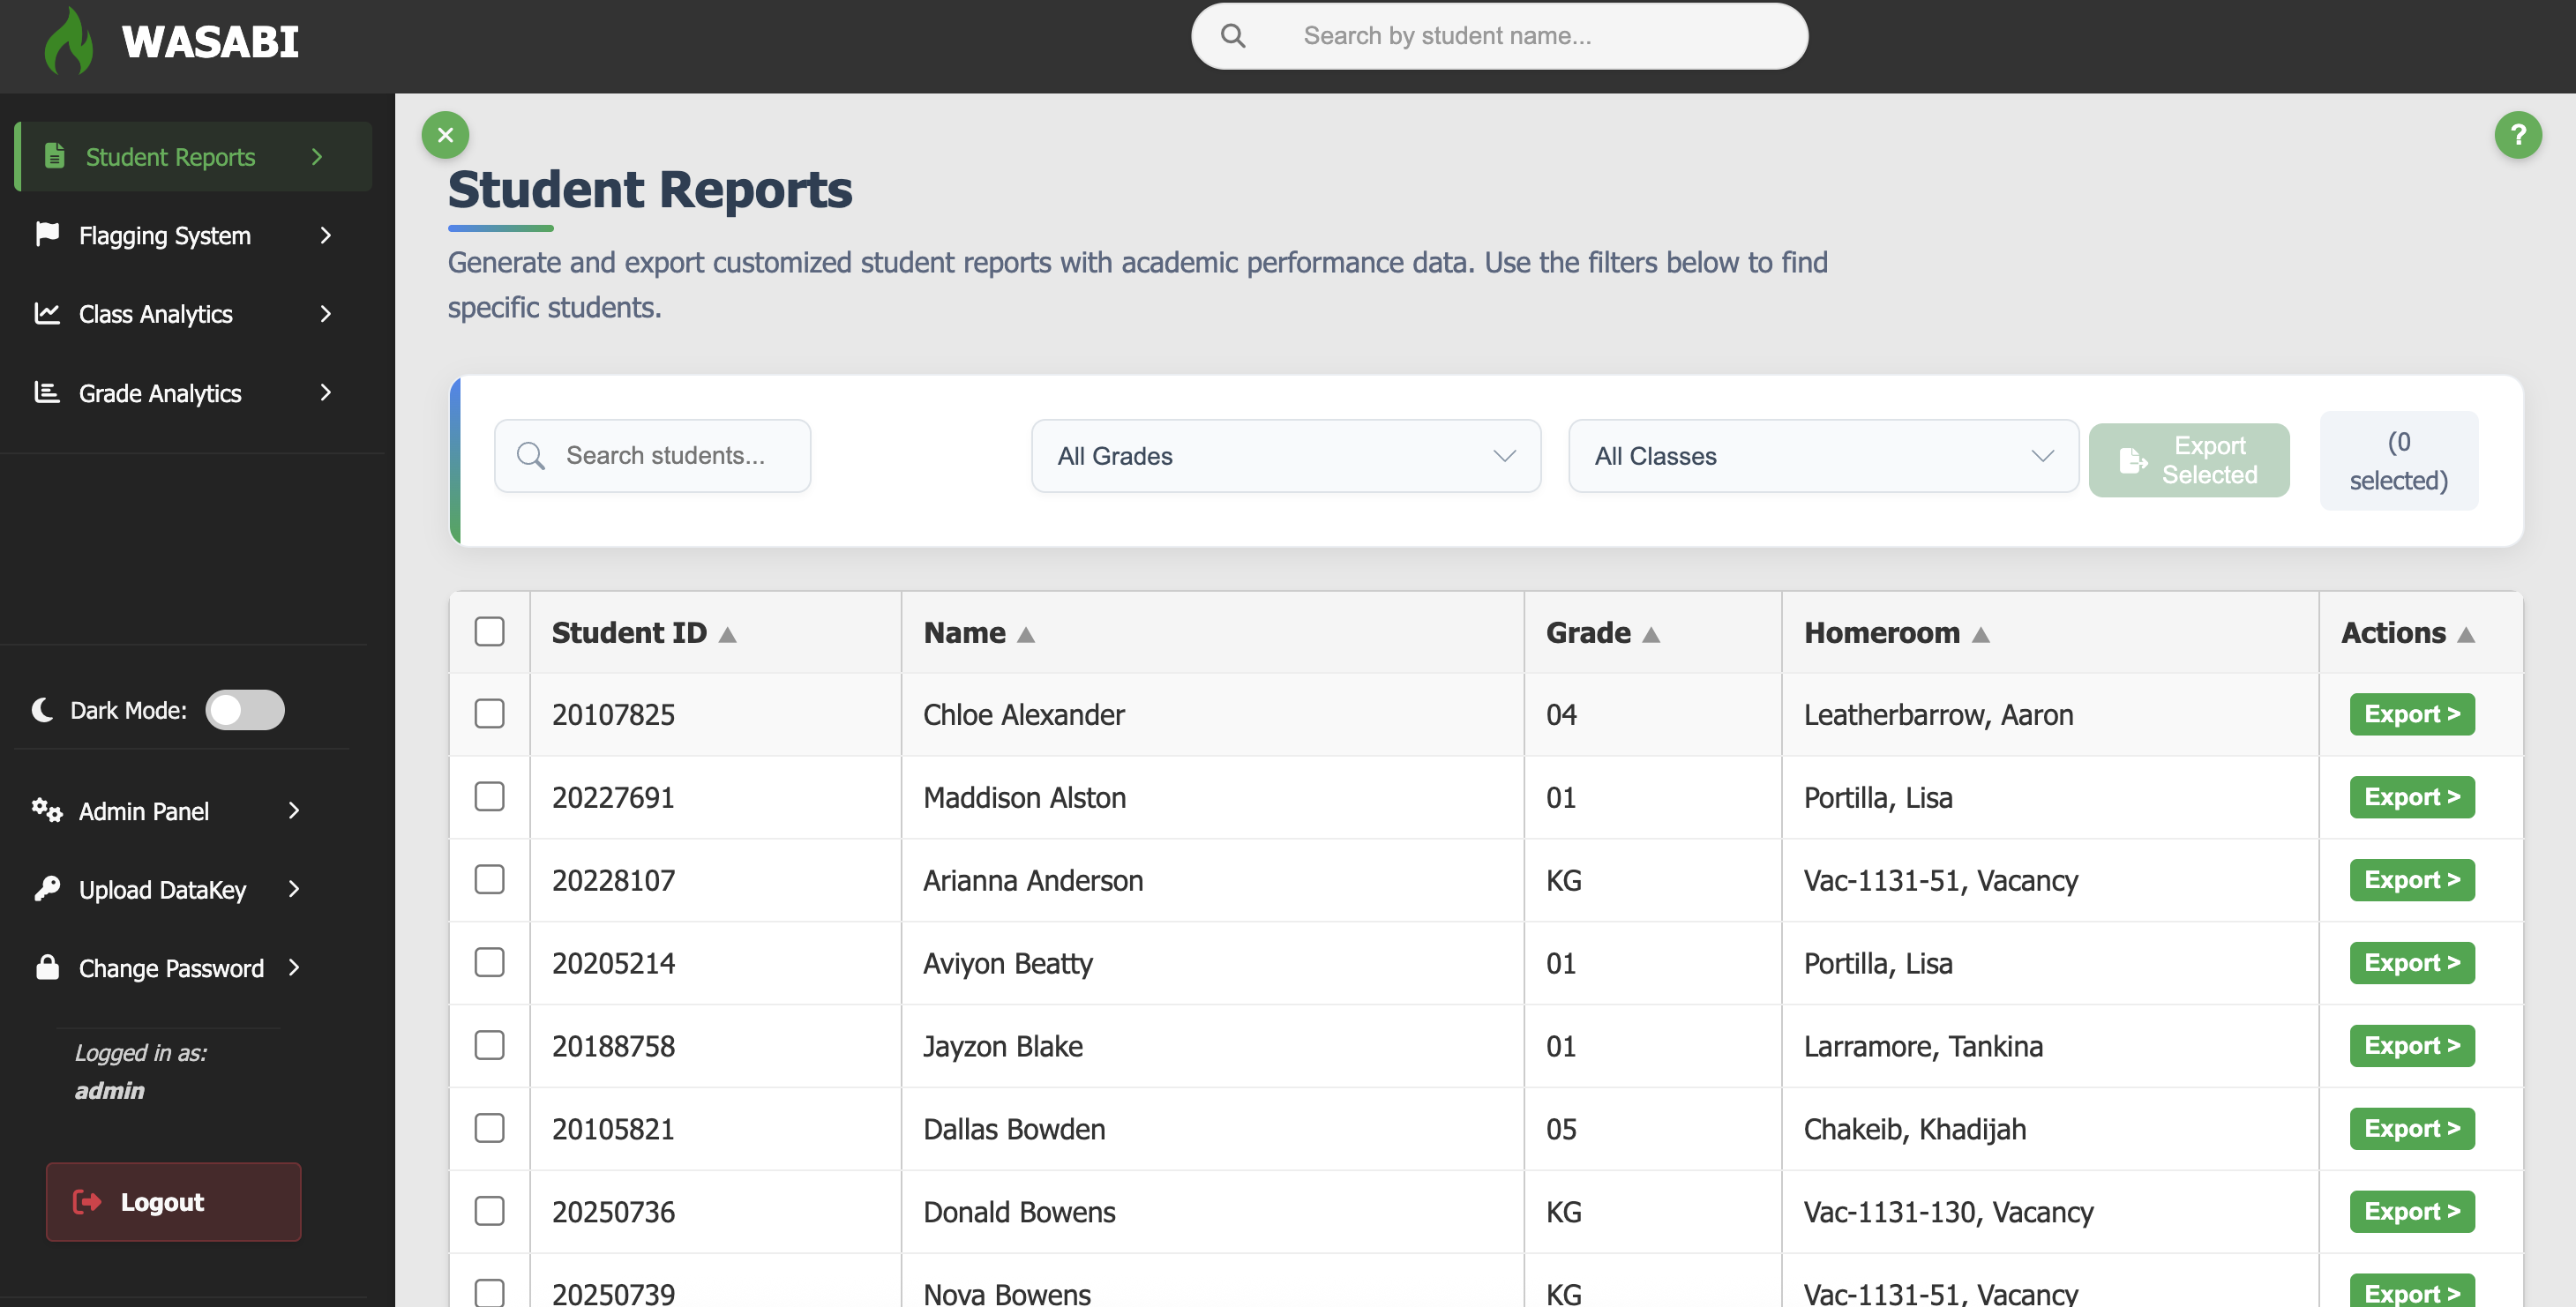 WASABI
Search by student name...
Student Reports
Flagging System
Class Analytics
Grade Analytics
Dark Mode:
Admin Panel
Upload DataKey
Change Password
Logged in as:
admin
Logout
?
Student Reports
Generate and export customized student reports with academic performance data. Use the filters below to find
specific students.
Search students...
All Grades
All Classes
Export
Selected
(0
selected)
Student ID ▲ Name ▲ Grade ▲ Homeroom ▲ Actions ▲
20107825 Chloe Alexander 04 Leatherbarrow, Aaron Export >
20227691 Maddison Alston 01 Portilla, Lisa Export >
20228107 Arianna Anderson KG Vac-1131-51, Vacancy Export >
20205214 Aviyon Beatty 01 Portilla, Lisa Export >
20188758 Jayzon Blake 01 Larramore, Tankina Export >
20105821 Dallas Bowden 05 Chakeib, Khadijah Export >
20250736 Donald Bowens KG Vac-1131-130, Vacancy Export >
20250739 Nova Bowens KG Vac-1131-51, Vacancy Export >